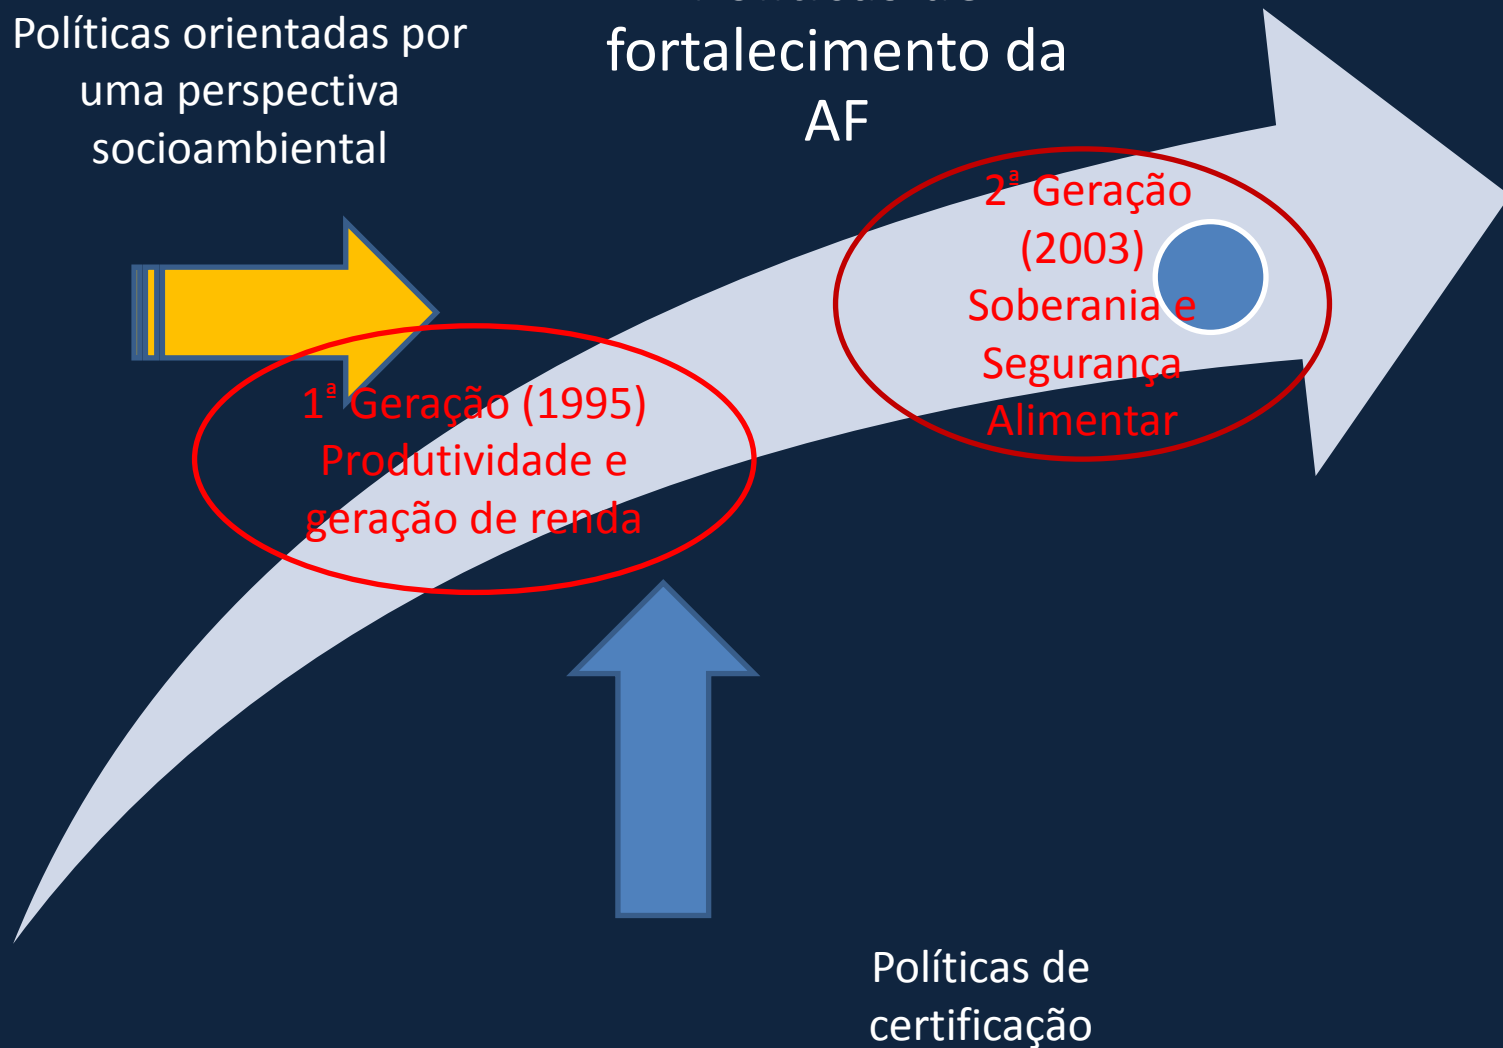 Políticas orientadas por
uma perspectiva
socioambiental
fortalecimento da
AF
2ª Geração
(2003)
Soberania e
Segurança
Alimentar
1ª Geração (1995)
Produtividade e
geração de renda
Políticas de
certificação